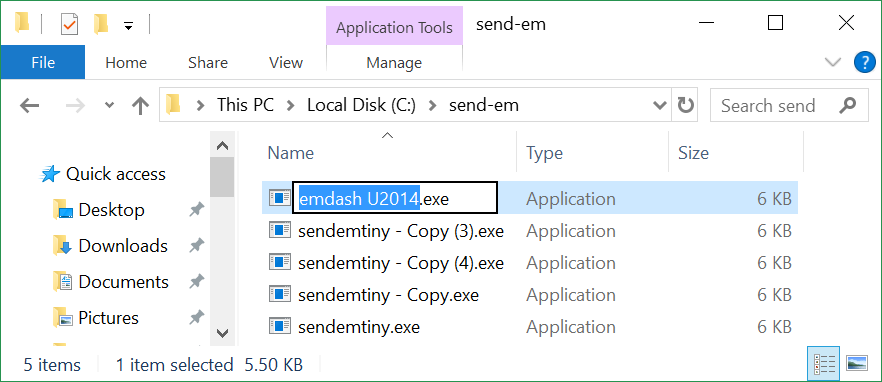 Application Tools send-em
File Home Share View Manage
This PC Local Disk (C:) send-em Search send
Name Type Size
Quick access
emdash U2014.exe Application 6 KB
Desktop
sendemtiny - Copy (3).exe Application 6 KB
Downloads
sendemtiny - Copy (4).exe Application 6 KB
Documents
sendemtiny - Copy.exe Application 6 KB
Pictures
sendemtiny.exe Application 6 KB
5 items 1 item selected 5.50 KB